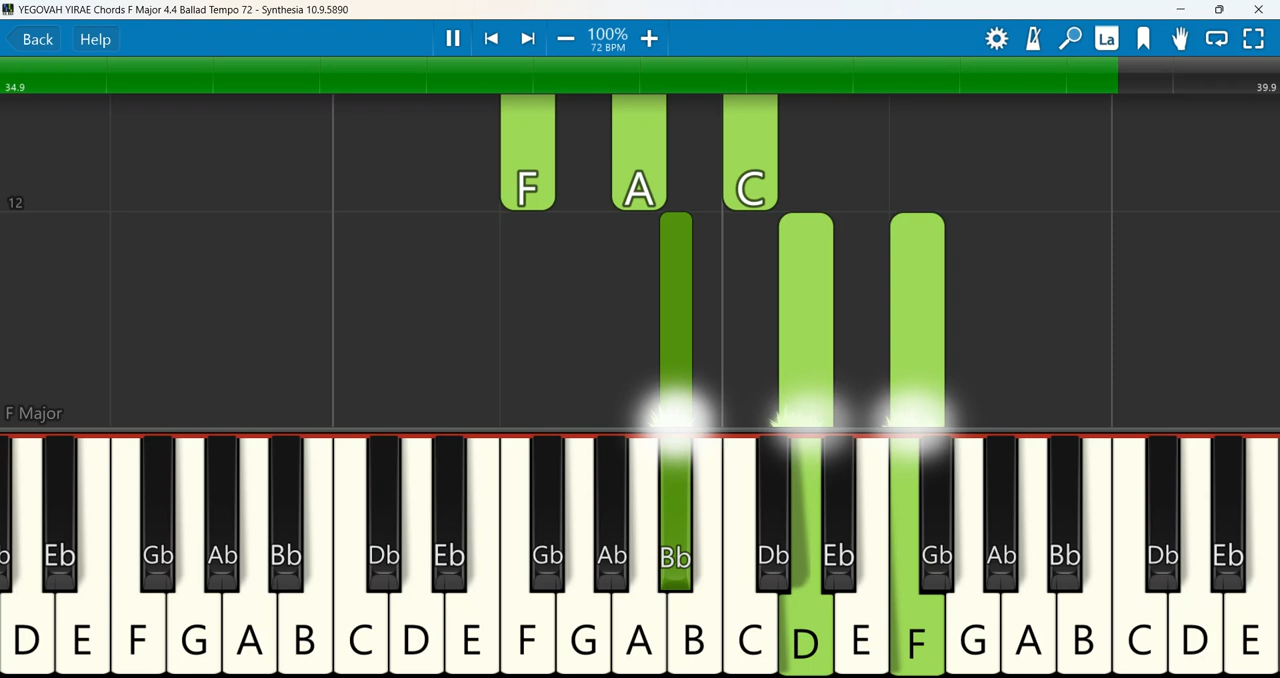 YEGOVAH YIRAE Chords F Major 4.4 Ballad Tempo 72 - Synthesia 10.9.5890
Back Help 100% La
72 BPM
34.9 39.9
F A C
12
F Major
b Eb Gb Ab Bb Db Eb Gb Ab Bb Db Eb Gb Ab Bb Db Eb
D E F G A B C D E F G A B C D E F G A B C D E